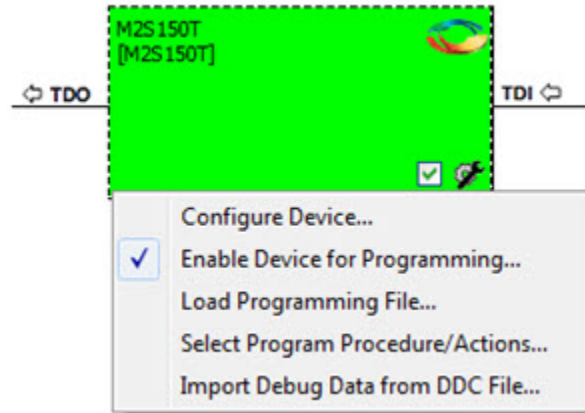 M2S150T
[M2S150T]
TDO
TDI
Configure Device...
Enable Device for Programming...
Load Programming File...
Select Program Procedure/Actions...
Import Debug Data from DDC File...